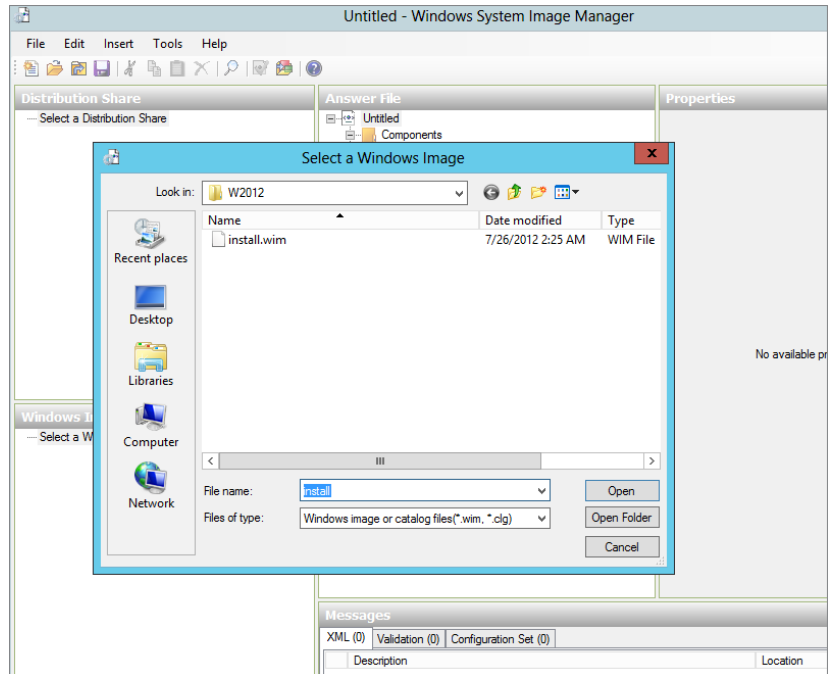 Untitled - Windows System Image Manager
File Edit Insert Tools Help
Distribution Share
Select a Distribution Share
Answer File
Untitled
Components
Properties
Select a Windows Image
Look in: W2012
Name Date modified Type
install.wim 7/26/2012 2:25 AM WIM File
Recent places
Desktop
Libraries
Computer
Network
File name: install Open
Files of type: Windows image or catalog files(*.wim, *.clg) Open Folder
Cancel
No available pr
Windows I
Select a W
Messages
XML (0) Validation (0) Configuration Set (0)
Description Location